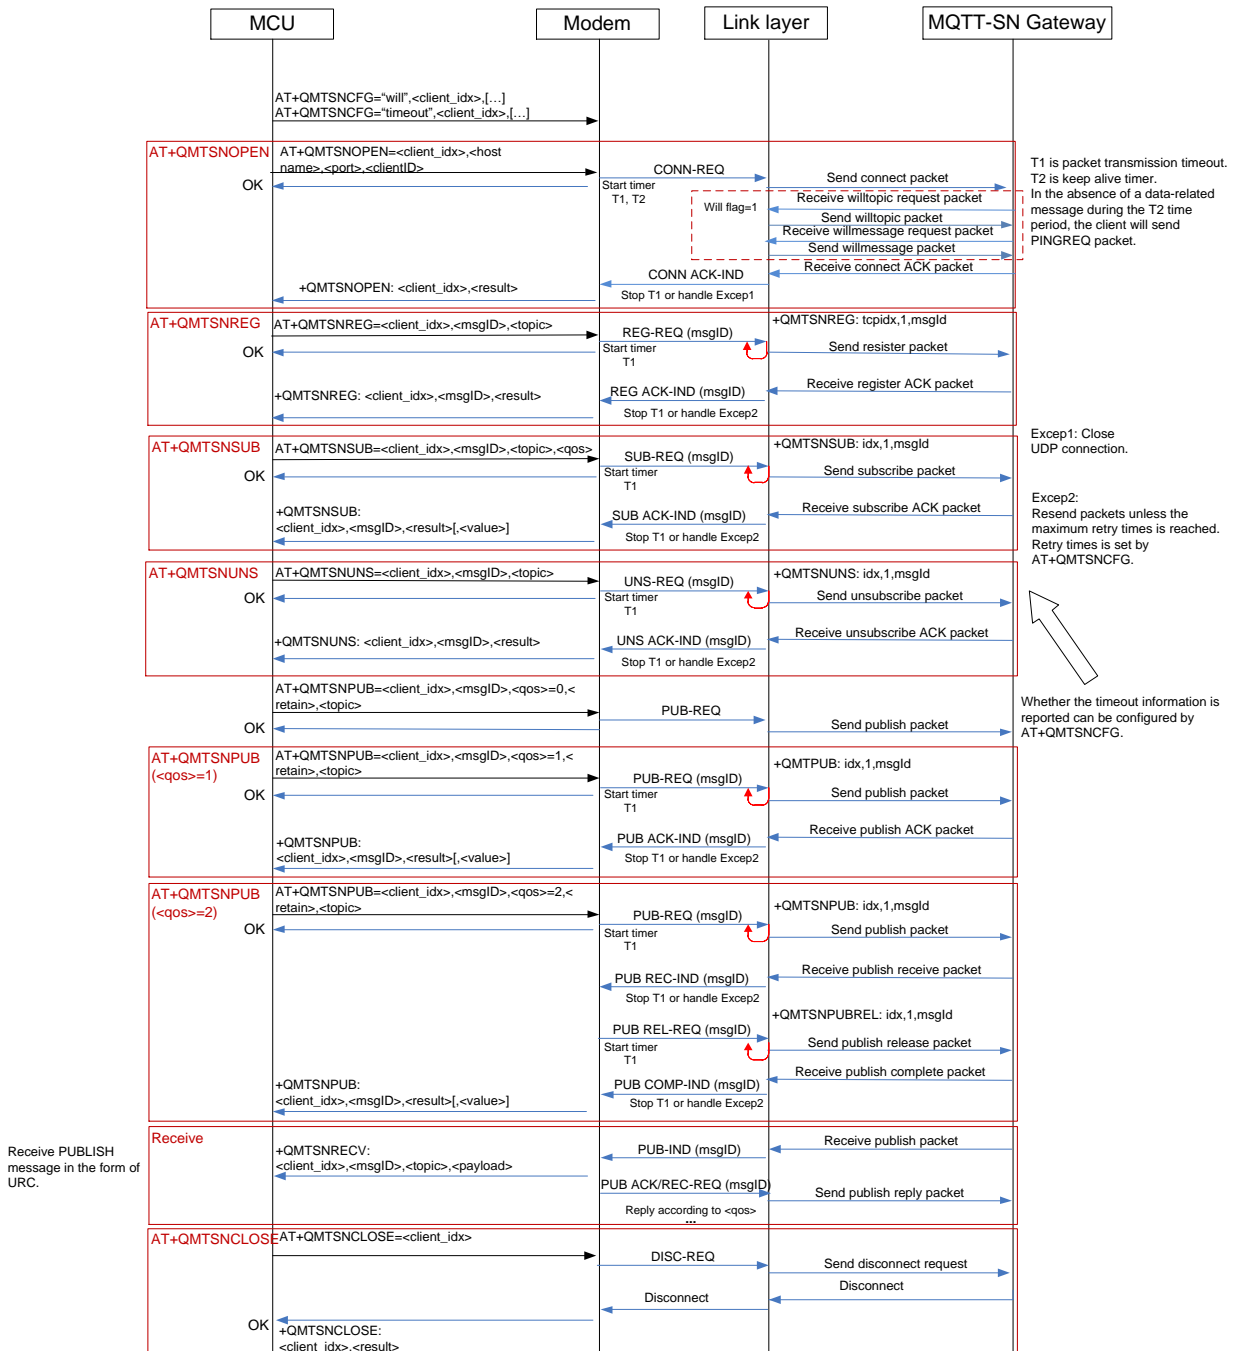 MCU
Modem
Link layer
MQTT-SN Gateway
AT+QMTSNCFG=“will”,<client_idx>,[…]
AT+QMTSNCFG=“timeout”,<client_idx>,[…]
AT+QMTSNOPEN
AT+QMTSNOPEN=<client_idx>,<host
name>,<port>,<clientID>
OK
CONN-REQ
Start timer
T1, T2
Send connect packet
Will flag=1
Receive willtopic request packet
Send willtopic packet
Receive willmessage request packet
Send willmessage packet
Receive connect ACK packet
CONN ACK-IND
Stop T1 or handle Excep1
+QMTSNOPEN: <client_idx>,<result>
T1 is packet transmission timeout.
T2 is keep alive timer.
In the absence of a data-related
message during the T2 time
period, the client will send
PINGREQ packet.
AT+QMTSNREG
AT+QMTSNREG=<client_idx>,<msgID>,<topic>
OK
REG-REQ (msgID)
Start timer
T1
+QMTSNREG: tcpidx,1,msgId
Send register packet
Receive register ACK packet
REG ACK-IND (msgID)
Stop T1 or handle Excep2
+QMTSNREG: <client_idx>,<msgID>,<result>
AT+QMTSNSUB
AT+QMTSNSUB=<client_idx>,<msgID>,<topic>,<qos>
OK
SUB-REQ (msgID)
Start timer
T1
+QMTSNSUB: idx,1,msgId
Send subscribe packet
Receive subscribe ACK packet
SUB ACK-IND (msgID)
Stop T1 or handle Excep2
+QMTSNSUB:
<client_idx>,<msgID>,<result>[,<value>]
Excep1: Close
UDP connection.
Excep2:
Resend packets unless the
maximum retry times is reached.
Retry times is set by
AT+QMTSNCFG.
AT+QMTSNUNS
AT+QMTSNUNS=<client_idx>,<msgID>,<topic>
OK
UNS-REQ (msgID)
Start timer
T1
+QMTSNUNS: idx,1,msgId
Send unsubscribe packet
Receive unsubscribe ACK packet
UNS ACK-IND (msgID)
Stop T1 or handle Excep2
+QMTSNUNS: <client_idx>,<msgID>,<result>
AT+QMTSNPUB=<client_idx>,<msgID>,<qos>=0,<
retain>,<topic>
OK
PUB-REQ
Send publish packet
Whether the timeout information is
reported can be configured by
AT+QMTSNCFG.
AT+QMTSNPUB
(<qos>=1)
AT+QMTSNPUB=<client_idx>,<msgID>,<qos>=1,<
retain>,<topic>
OK
PUB-REQ (msgID)
Start timer
T1
+QMTPUB: idx,1,msgId
Send publish packet
Receive publish ACK packet
PUB ACK-IND (msgID)
Stop T1 or handle Excep2
+QMTSNPUB:
<client_idx>,<msgID>,<result>[,<value>]
AT+QMTSNPUB
(<qos>=2)
AT+QMTSNPUB=<client_idx>,<msgID>,<qos>=2,<
retain>,<topic>
OK
PUB-REQ (msgID)
Start timer
T1
+QMTSNPUB: idx,1,msgId
Send publish packet
Receive publish receive packet
PUB REC-IND (msgID)
Stop T1 or handle Excep2
+QMTSNPUBREL: idx,1,msgId
PUB REL-REQ (msgID)
Start timer
T1
Send publish release packet
Receive publish complete packet
PUB COMP-IND (msgID)
Stop T1 or handle Excep2
+QMTSNPUB:
<client_idx>,<msgID>,<result>[,<value>]
Receive PUBLISH
message in the form of
URC.
Receive
Receive publish packet
PUB-IND (msgID)
+QMTSNRECV:
<client_idx>,<msgID>,<topic>,<payload>
PUB ACK/REC-REQ (msgID)
Send publish reply packet
Reply according to <qos>
...
AT+QMTSNCLOSE
AT+QMTSNCLOSE=<client_idx>
DISC-REQ
Send disconnect request
Disconnect
Disconnect
OK
+QMTSNCLOSE:
<client_idx>,<result>